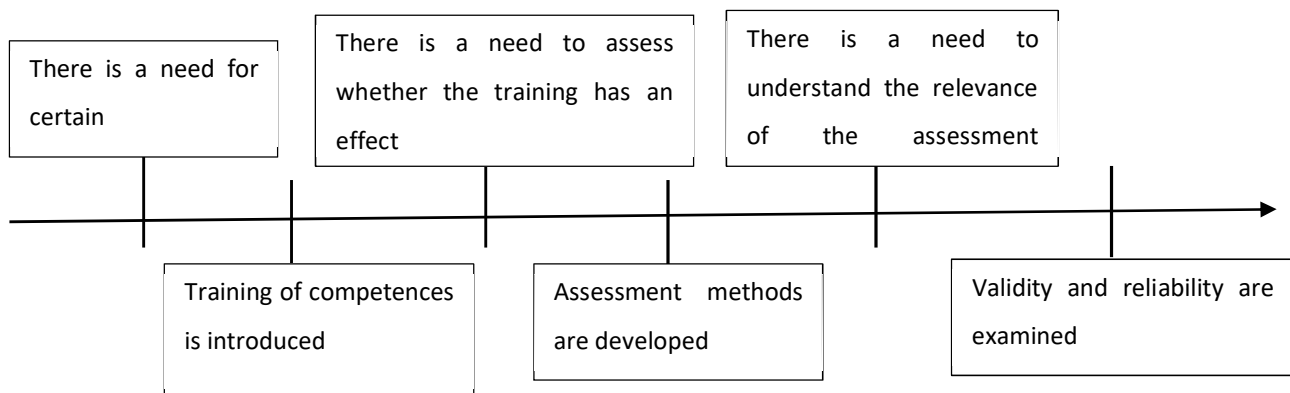 There is a need for
certain
Training of competences
is introduced
There is a need to assess
whether the training has an
effect
Assessment methods
are developed
There is a need to
understand the relevance
of the assessment
Validity and reliability are
examined